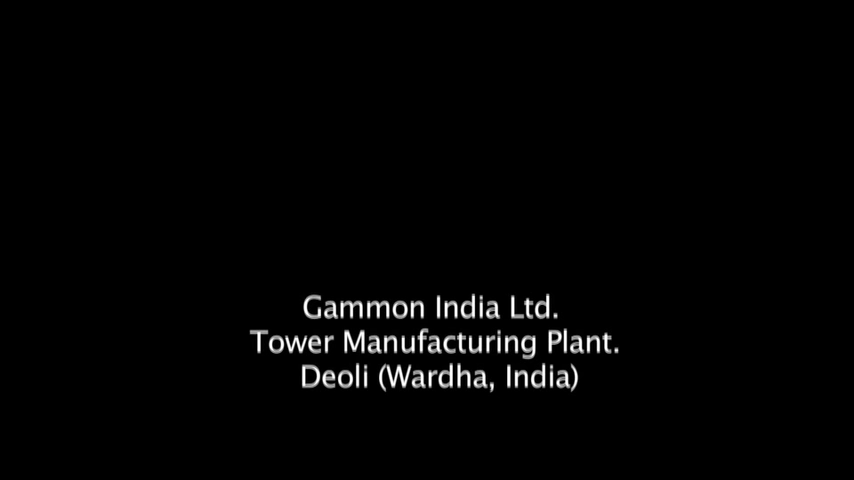 Gammon India Ltd.
Tower Manufacturing Plant.
Deoli (Wardha, India)